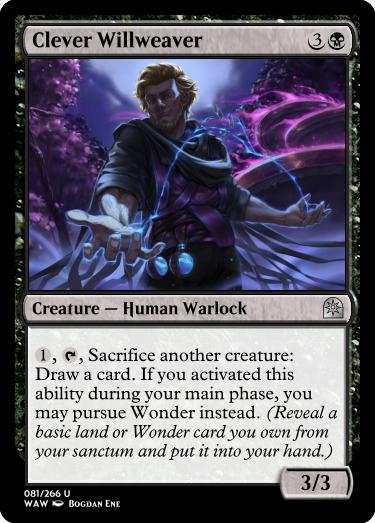 Clever Willweaver 3
Creature — Human Warlock
1, , Sacrifice another creature:
Draw a card. If you activated this
ability during your main phase, you
may pursue Wonder instead. (Reveal a
basic land or Wonder card you own from
your sanctum and put it into your hand.)
3/3
081/266 U
WAW Bogdan Ene